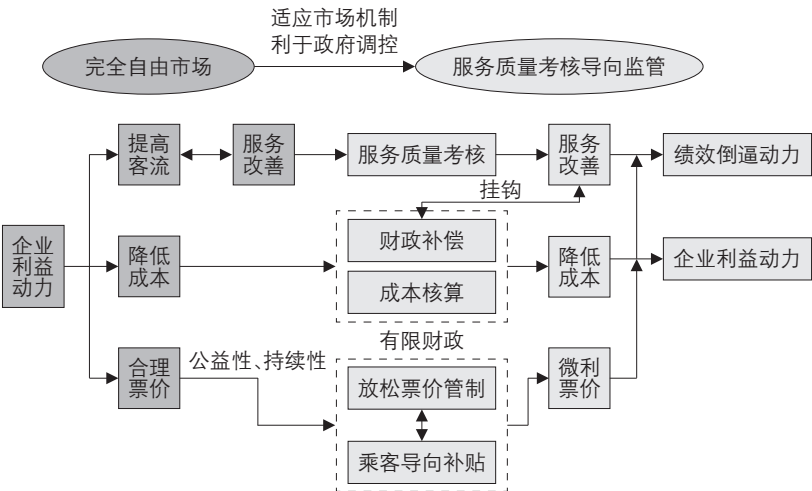 适应市场机制
利于政府调控
完全自由市场
服务质量考核导向监管
提高
客流
服务
改善
服务质量考核
服务
改善
绩效倒逼动力
挂钩
企业
利益
动力
降低
成本
财政补偿
成本核算
降低
成本
企业利益动力
有限财政
合理
票价
公益性、持续性
放松票价管制
乘客导向补贴
微利
票价